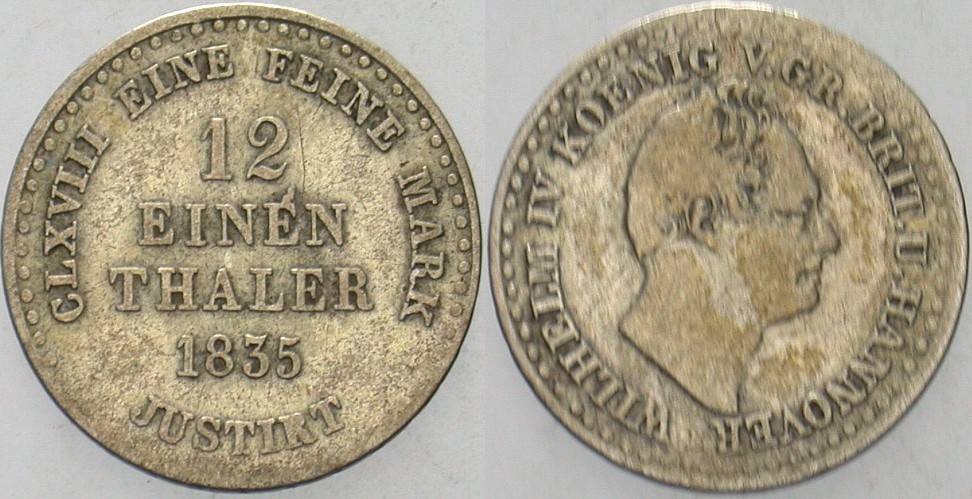 CLXVIII EINE FEINE MARK
12
EINEN
THALER
1835
JUSTIRT
WILHELM IV KOENIG V. GR. BRIT. U. HANNOVER